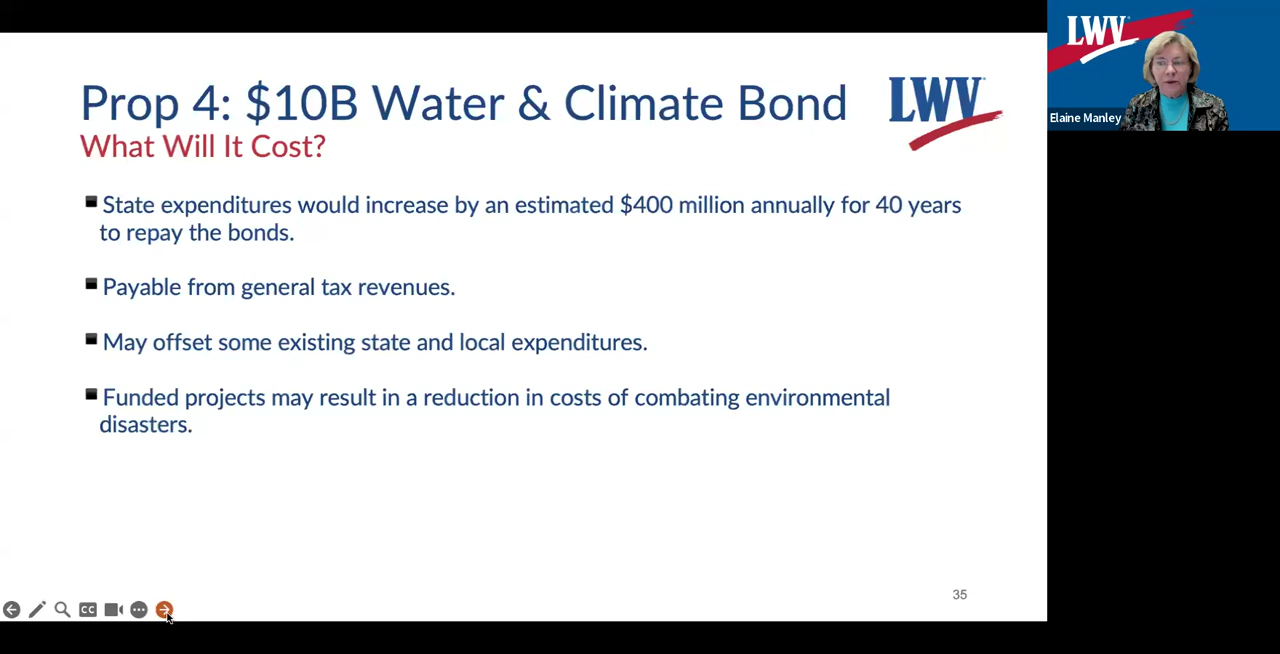 Prop 4: $10B Water & Climate Bond
What Will It Cost?
LWV
State expenditures would increase by an estimated $400 million annually for 40 years
to repay the bonds.
Payable from general tax revenues.
May offset some existing state and local expenditures.
Funded projects may result in a reduction in costs of combating environmental
disasters.
35
CC
LWV
Elaine Manley